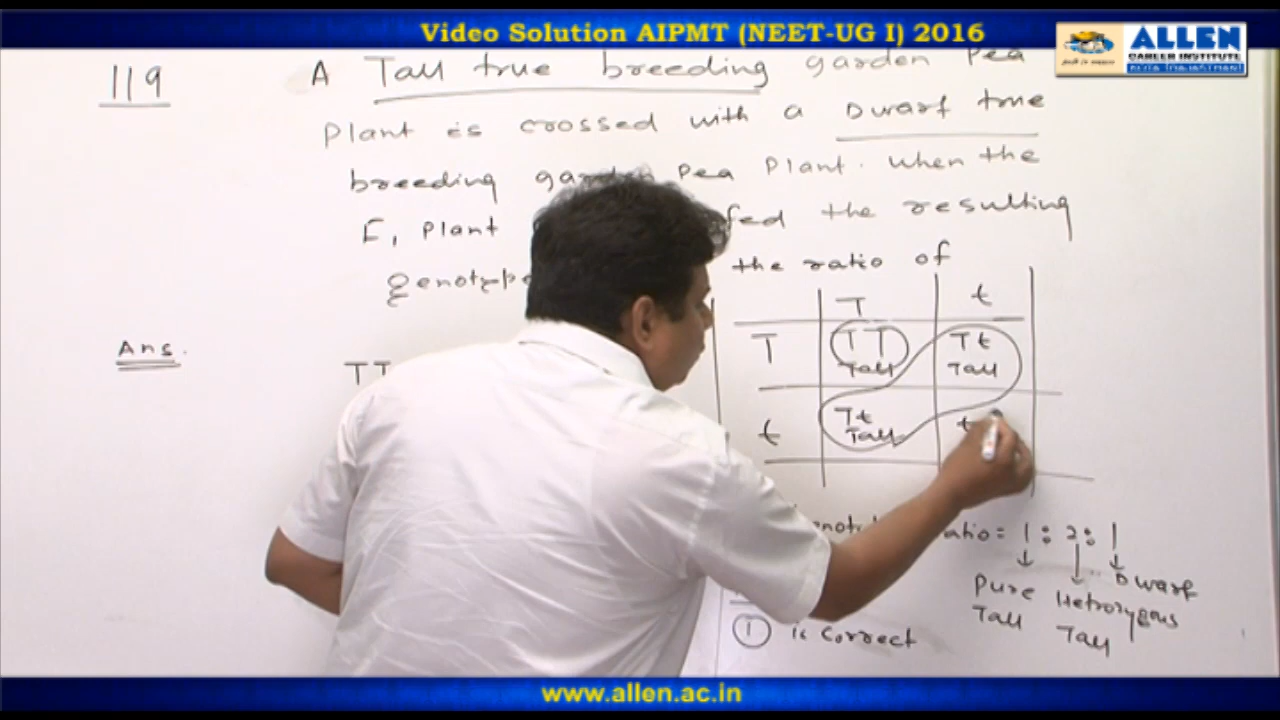 Video Solution AIPMT (NEET-UG I) 2016
ALLEN
CAREER INSTITUTE
119
A Tall true breeding garden Pea
Plant is crossed with a Dwarf true
breeding Pea Plant. When the
F1 Plant the resulting
the ratio of
T t
T TT Tt
Tall Tall
t Tt t
Tall
Ans.
TT
= 1:2:1
Pure Hetrozygous Dwarf
Tall Tall
1 is correct
www.allen.ac.in